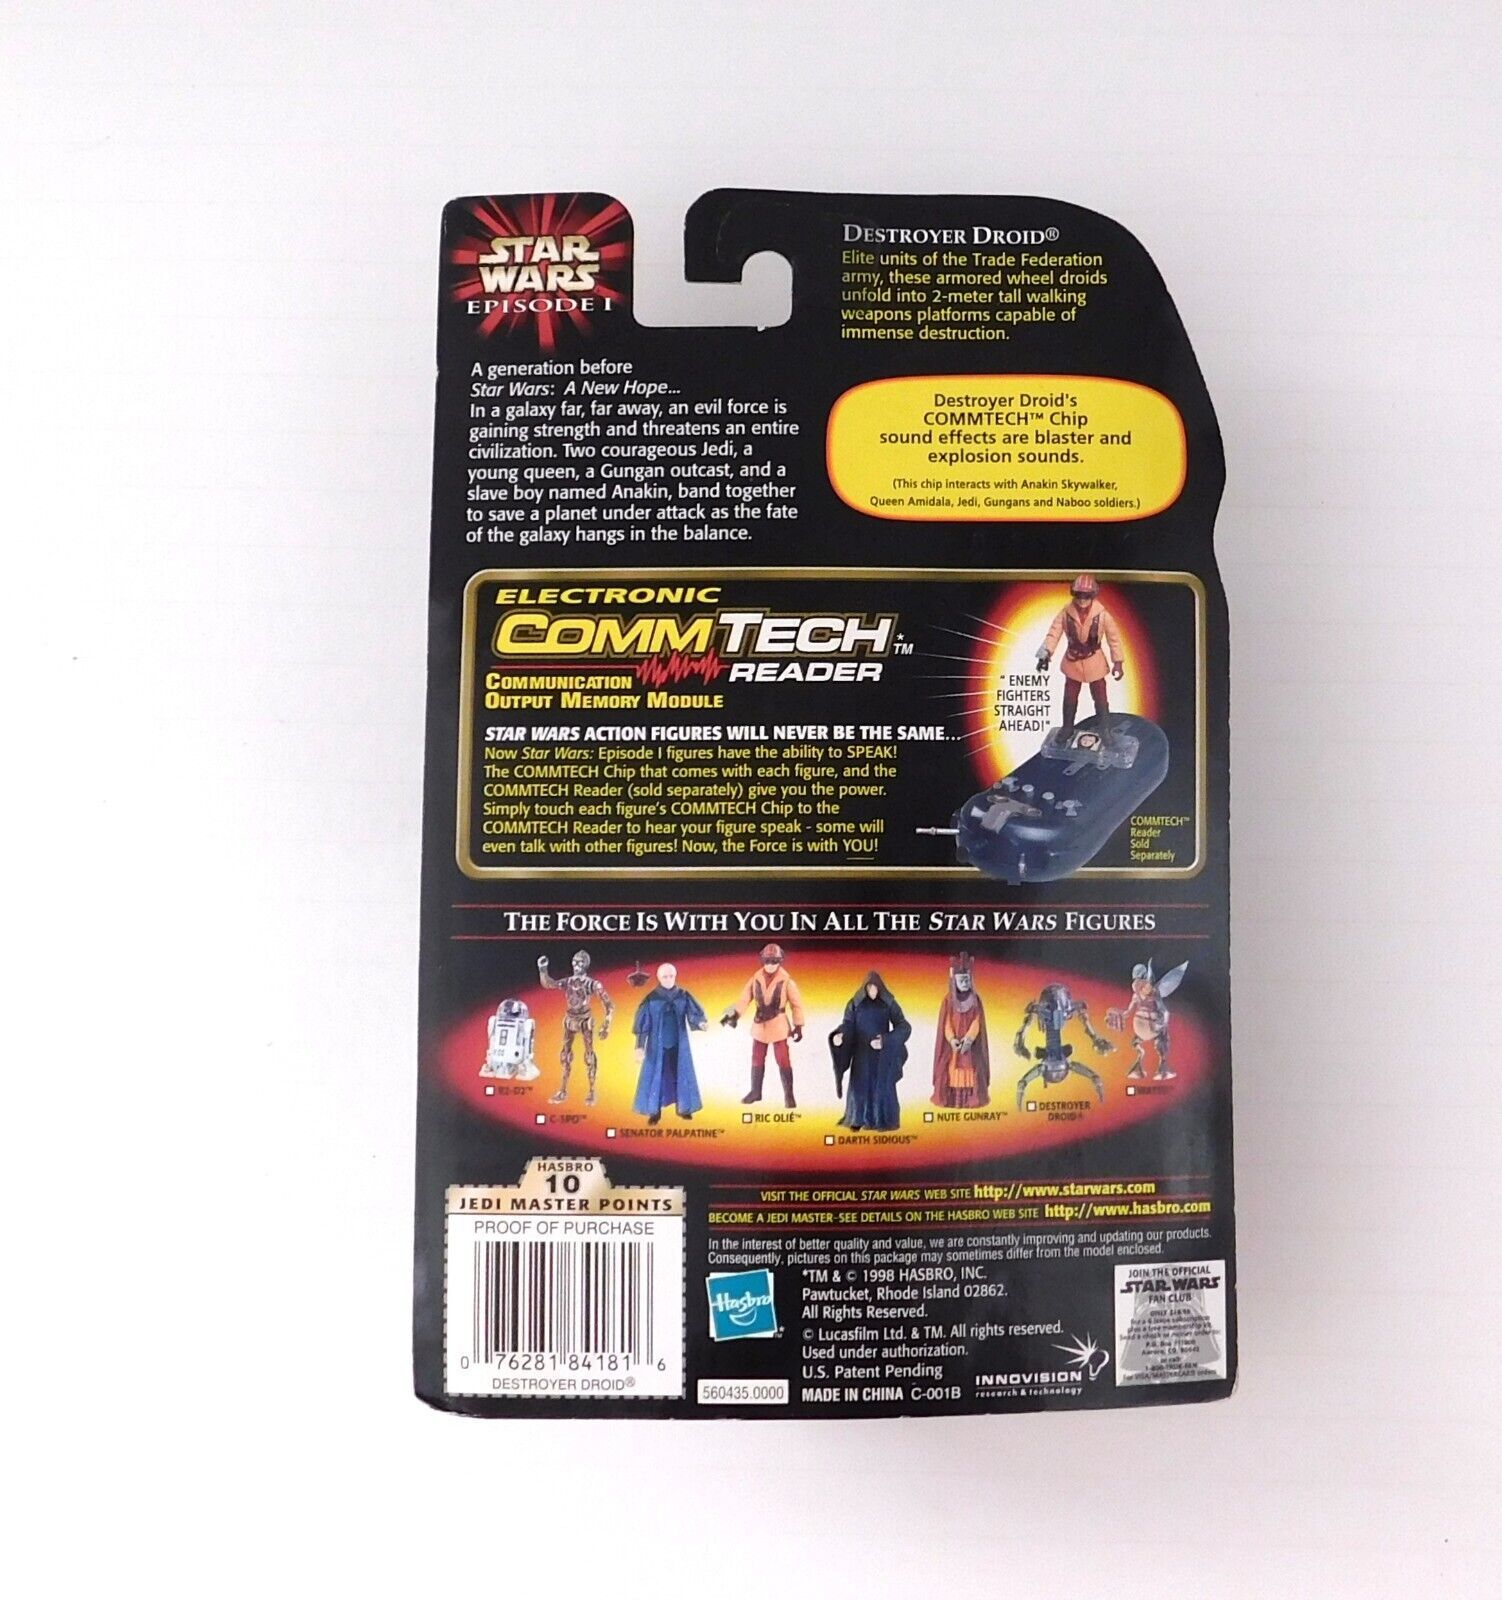 STAR
WARS
EPISODE I
A generation before
Star Wars: A New Hope...
In a galaxy far, far away, an evil force is
gaining strength and threatens an entire
civilization. Two courageous Jedi, a
young queen, a Gungan outcast, and a
slave boy named Anakin, band together
to save a planet under attack as the fate
of the galaxy hangs in the balance.
DESTROYER DROID®
Elite units of the Trade Federation
army, these armored wheel droids
unfold into 2-meter tall walking
weapons platforms capable of
immense destruction.
Destroyer Droid's
COMMTECH™ Chip
sound effects are blaster and
explosion sounds.
(This chip interacts with Anakin Skywalker,
Queen Amidala, Jedi, Gungans and Naboo soldiers.)
ELECTRONIC
COMMTECH*™
READER
COMMUNICATION
OUTPUT MEMORY MODULE
STAR WARS ACTION FIGURES WILL NEVER BE THE SAME...
Now Star Wars: Episode I figures have the ability to SPEAK!
The COMMTECH Chip that comes with each figure, and the
COMMTECH Reader (sold separately) give you the power.
Simply touch each figure's COMMTECH Chip to the
COMMTECH Reader to hear your figure speak - some will
even talk with other figures! Now, the Force is with YOU!
"ENEMY
FIGHTERS
STRAIGHT
AHEAD!"
COMMTECH™
Reader
Sold
Separately
THE FORCE IS WITH YOU IN ALL THE STAR WARS FIGURES
R2-D2™
C-3PO™
SENATOR PALPATINE™
RIC OLIÉ™
DARTH SIDIOUS™
NUTE GUNRAY™
DESTROYER
DROID®
WATTO™
HASBRO
10
JEDI MASTER POINTS
PROOF OF PURCHASE
0 76281 84181 6
DESTROYER DROID®
VISIT THE OFFICIAL STAR WARS WEB SITE http://www.starwars.com
BECOME A JEDI MASTER-SEE DETAILS ON THE HASBRO WEB SITE http://www.hasbro.com
In the interest of better quality and value, we are constantly improving and updating our products.
Consequently, pictures on this package may sometimes differ from the model enclosed.
Hasbro
™*
*TM & © 1998 HASBRO, INC.
Pawtucket, Rhode Island 02862.
All Rights Reserved.
© Lucasfilm Ltd. & TM. All rights reserved.
Used under authorization.
U.S. Patent Pending
560435.0000
MADE IN CHINA C-001B
INNOVISION
research & technology
JOIN THE OFFICIAL
STAR WARS
FAN CLUB